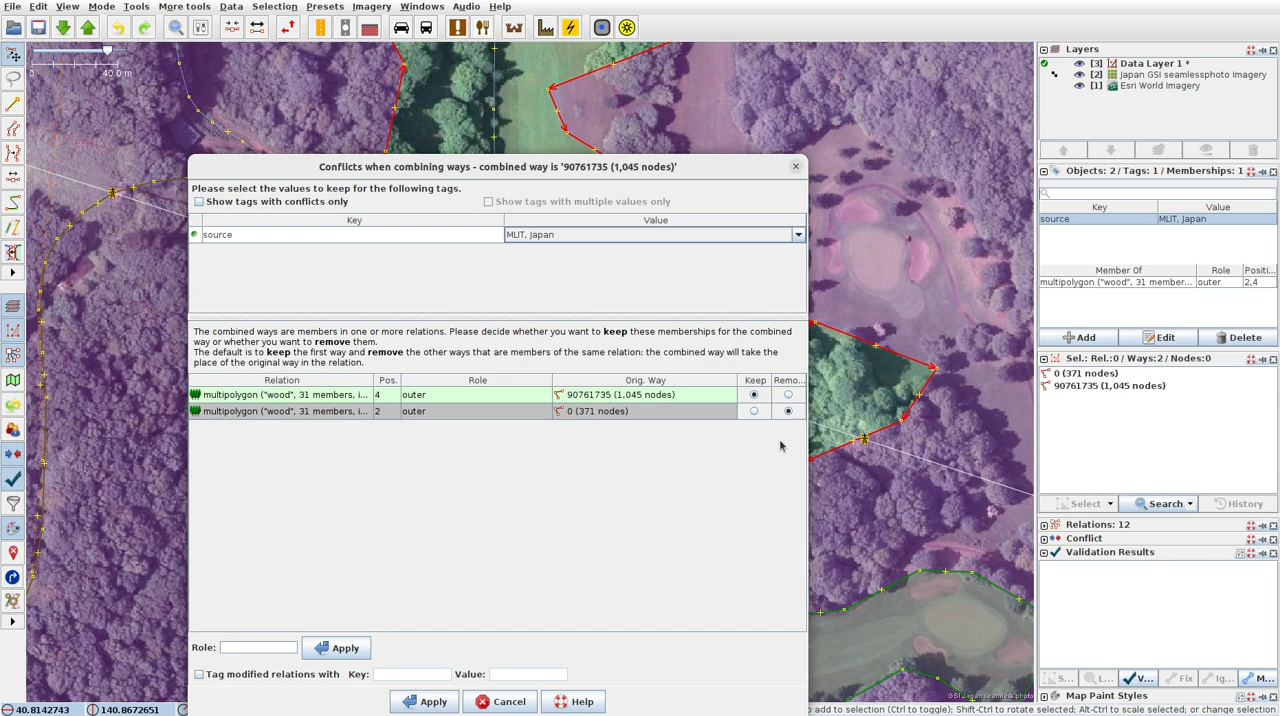 File Edit View Mode Tools More tools Data Selection Presets Imagery Windows Audio Help
0 40.0 m
Layers
[3] Data Layer 1 *
[2] Japan GSI seamlessphoto Imagery
[1] Esri World Imagery
Objects: 2 / Tags: 1 / Memberships: 1
Key Value
source MLIT, Japan
Member Of Role Positi...
multipolygon ("wood", 31 member... outer 2,4
Add Edit Delete
Sel.: Rel.:0 / Ways:2 / Nodes:0
0 (371 nodes)
90761735 (1,045 nodes)
Select Search History
Relations: 12
Conflict
Validation Results
S... L... V... Fix Ig... M...
Map Paint Styles
Conflicts when combining ways - combined way is '90761735 (1,045 nodes)'
Please select the values to keep for the following tags.
Show tags with conflicts only Show tags with multiple values only
Key Value
source MLIT, Japan
The combined ways are members in one or more relations. Please decide whether you want to keep these memberships for the combined
way or whether you want to remove them.
The default is to keep the first way and remove the other ways that are members of the same relation: the combined way will take the
place of the original way in the relation.
Relation Pos. Role Orig. Way Keep Remo...
multipolygon ("wood", 31 members, i... 4 outer 90761735 (1,045 nodes)
multipolygon ("wood", 31 members, i... 2 outer 0 (371 nodes)
Role: Apply
Tag modified relations with Key: Value:
Apply Cancel Help
40.8142743 140.8672651 o add to selection (Ctrl to toggle); Shift-Ctrl to rotate selected; Alt-Ctrl to scale selected; or change selection